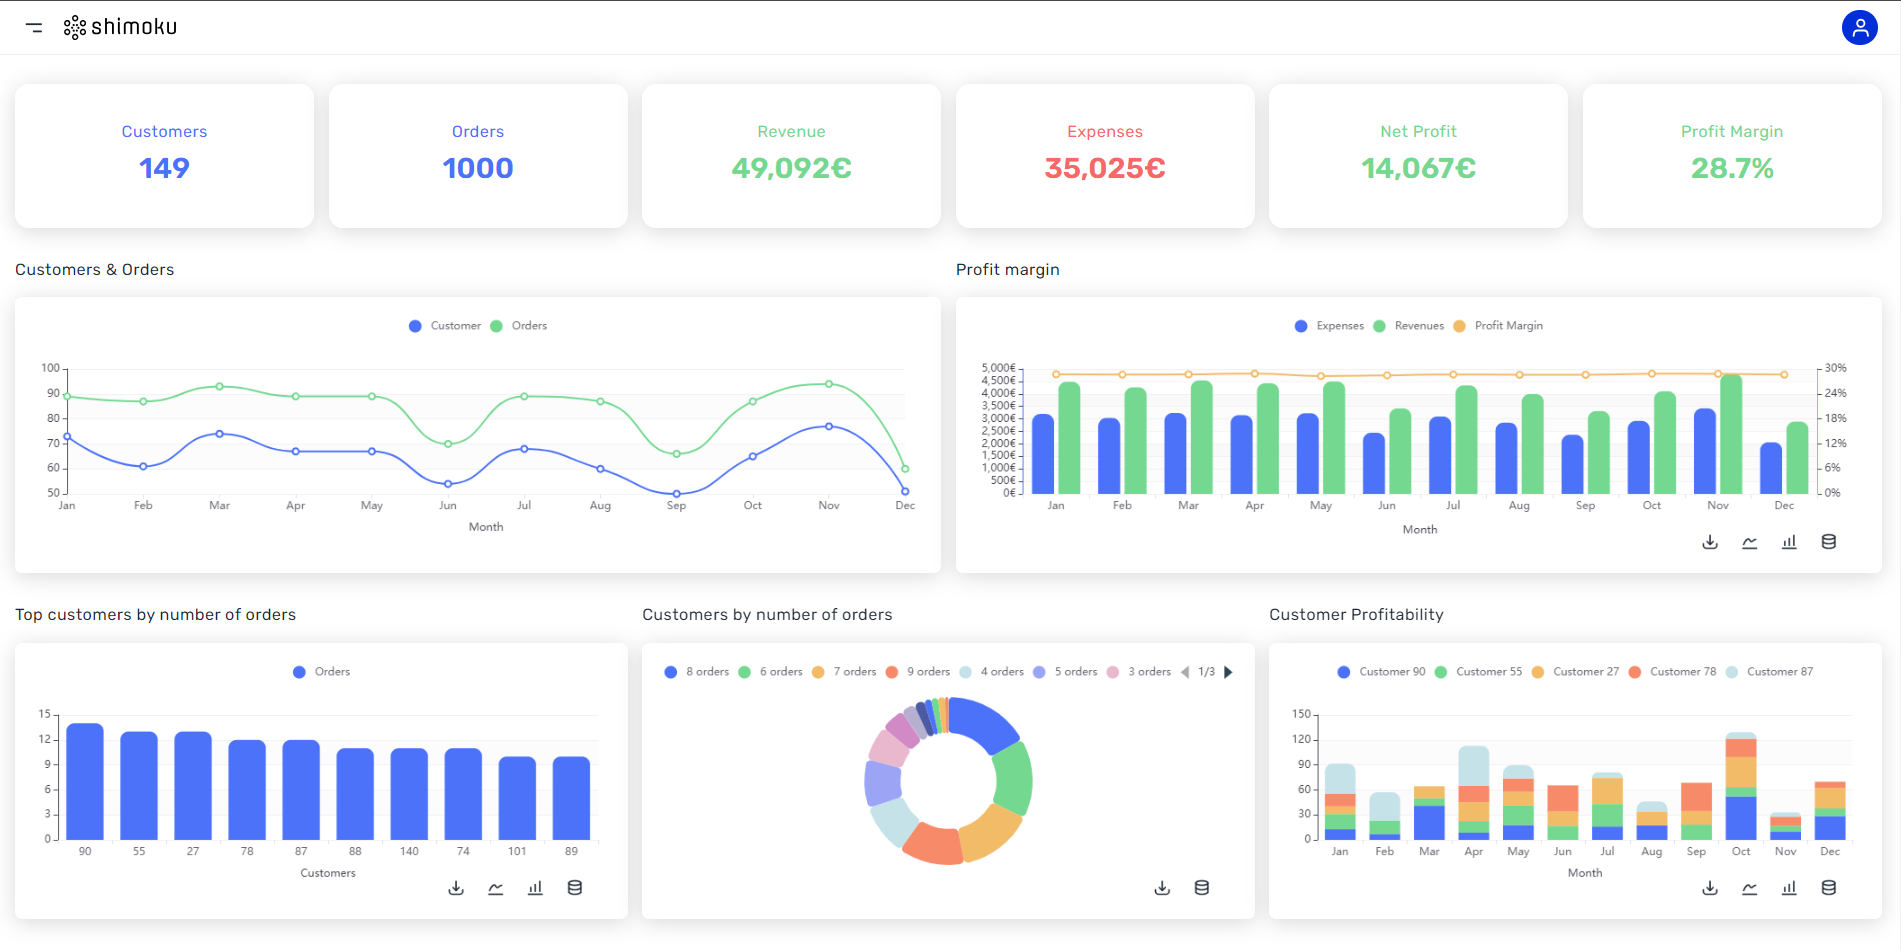 shimoku
Customers
149
Orders
1000
Revenue
49,092€
Expenses
35,025€
Net Profit
14,067€
Profit Margin
28.7%
Customers & Orders
Customer Orders
100
90
80
70
60
50
Jan Feb Mar Apr May Jun Jul Aug Sep Oct Nov Dec
Month
Profit margin
Expenses Revenues Profit Margin
5,000€
4,500€
4,000€
3,500€
3,000€
2,500€
2,000€
1,500€
1,000€
500€
0€
30%
24%
18%
12%
6%
0%
Jan Feb Mar Apr May Jun Jul Aug Sep Oct Nov Dec
Month
Top customers by number of orders
Orders
15
12
9
6
3
0
90 55 27 78 87 88 140 74 101 89
Customers
Customers by number of orders
8 orders 6 orders 7 orders 9 orders 4 orders 5 orders 3 orders 1/3
Customer Profitability
Customer 90 Customer 55 Customer 27 Customer 78 Customer 87
150
120
90
60
30
0
Jan Feb Mar Apr May Jun Jul Aug Sep Oct Nov Dec
Month